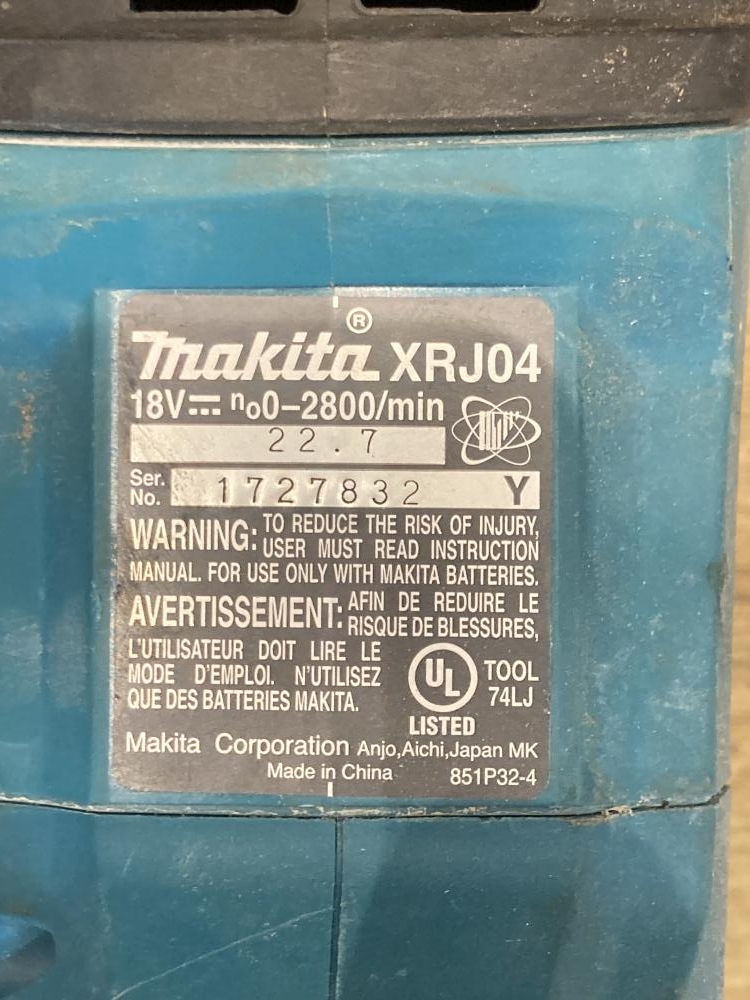 makita® XRJ04
18V⎓ n₀0–2800/min
22.7
Ser. No. 1727832 Y
WARNING: TO REDUCE THE RISK OF INJURY,
USER MUST READ INSTRUCTION
MANUAL. FOR USE ONLY WITH MAKITA BATTERIES.
AVERTISSEMENT: AFIN DE REDUIRE LE
RISQUE DE BLESSURES,
L'UTILISATEUR DOIT LIRE LE
MODE D'EMPLOI. N'UTILISEZ
QUE DES BATTERIES MAKITA.
UL TOOL
74LJ
LISTED
Makita Corporation Anjo,Aichi,Japan MK
Made in China 851P32-4